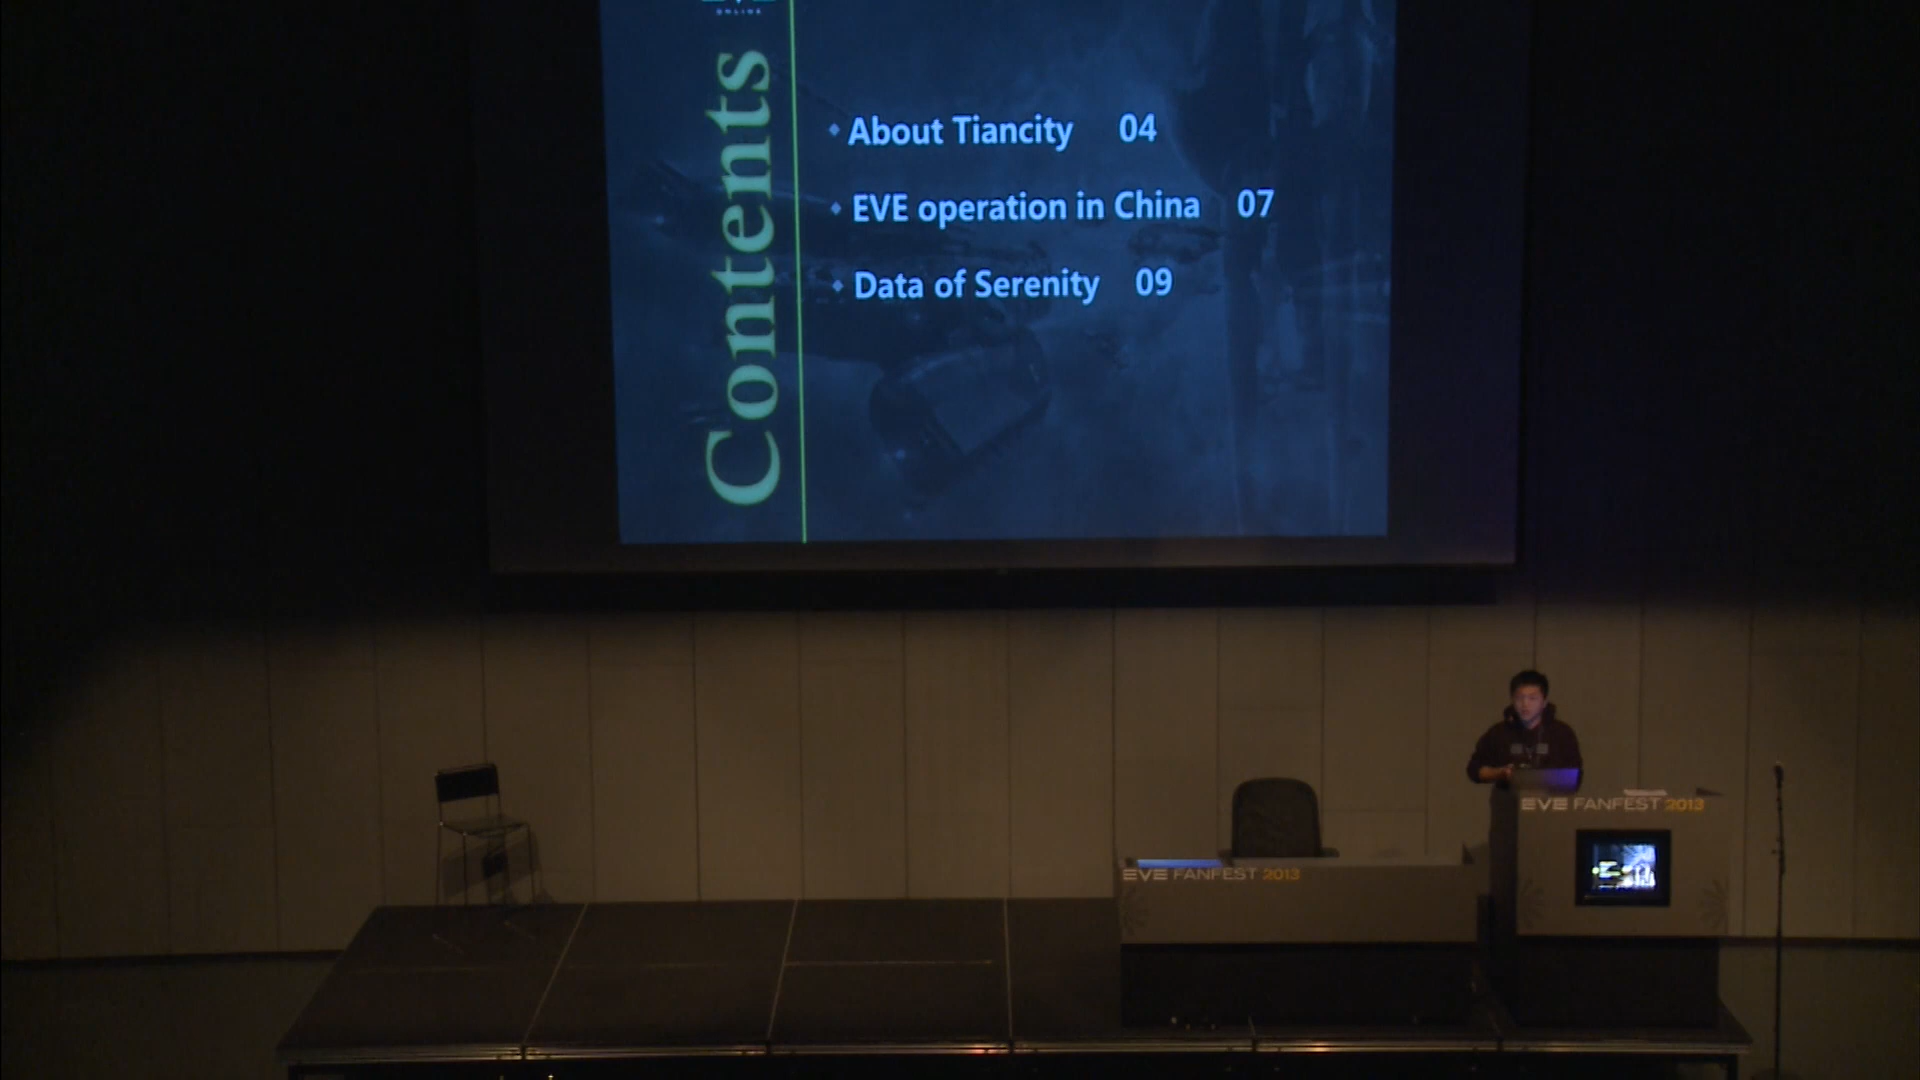 ONLINE
Contents
About Tiancity 04
EVE operation in China 07
Data of Serenity 09
EVE FANFEST 2013
EVE FANFEST 2013